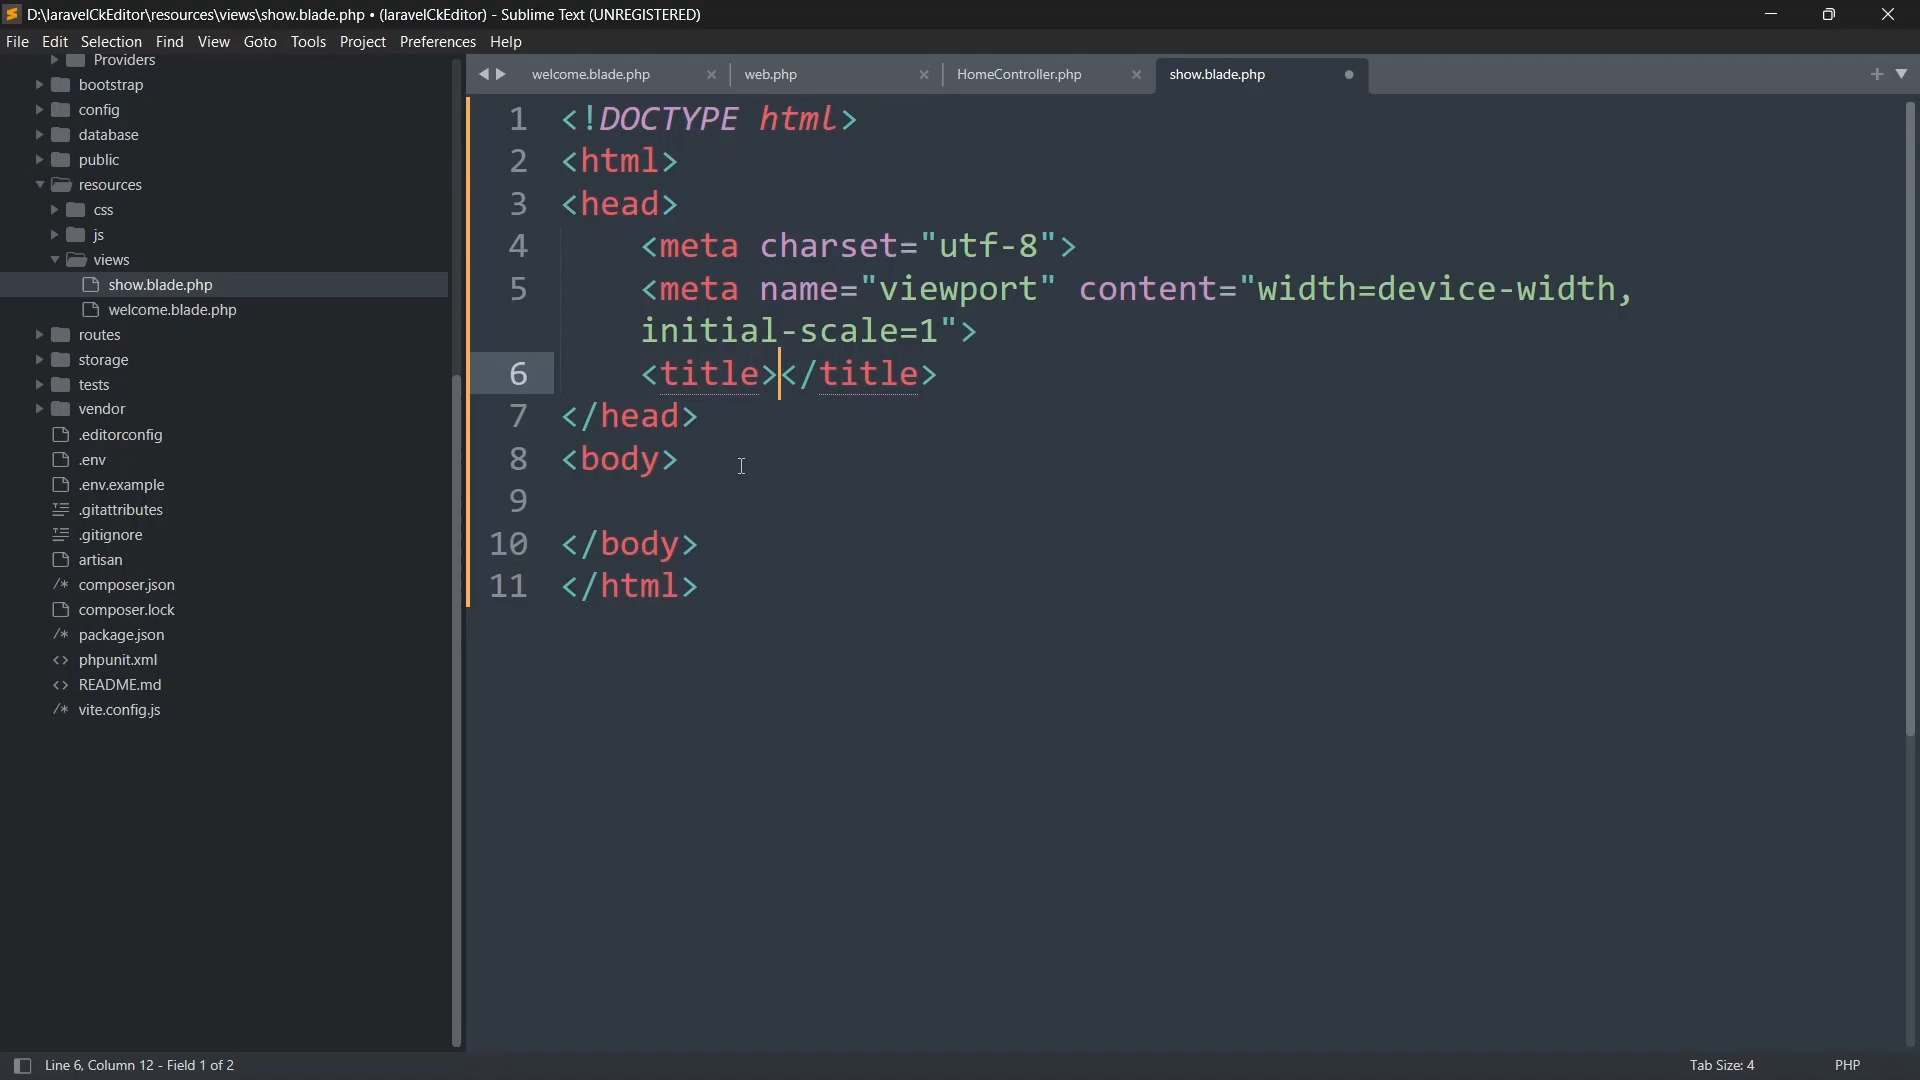 D:\laravelCkEditor\resources\views\show.blade.php • (laravelCkEditor) - Sublime Text (UNREGISTERED)
File Edit Selection Find View Goto Tools Project Preferences Help
Providers
bootstrap
config
database
public
resources
css
js
views
show.blade.php
welcome.blade.php
routes
storage
tests
vendor
.editorconfig
.env
.env.example
.gitattributes
.gitignore
artisan
/* composer.json
composer.lock
/* package.json
<> phpunit.xml
<> README.md
/* vite.config.js
welcome.blade.php × web.php × HomeController.php × show.blade.php •
1 <!DOCTYPE html>
2 <html>
3 <head>
4 <meta charset="utf-8">
5 <meta name="viewport" content="width=device-width,
initial-scale=1">
6 <title></title>
7 </head>
8 <body>
9
10 </body>
11 </html>
Line 6, Column 12 - Field 1 of 2
Tab Size: 4 PHP